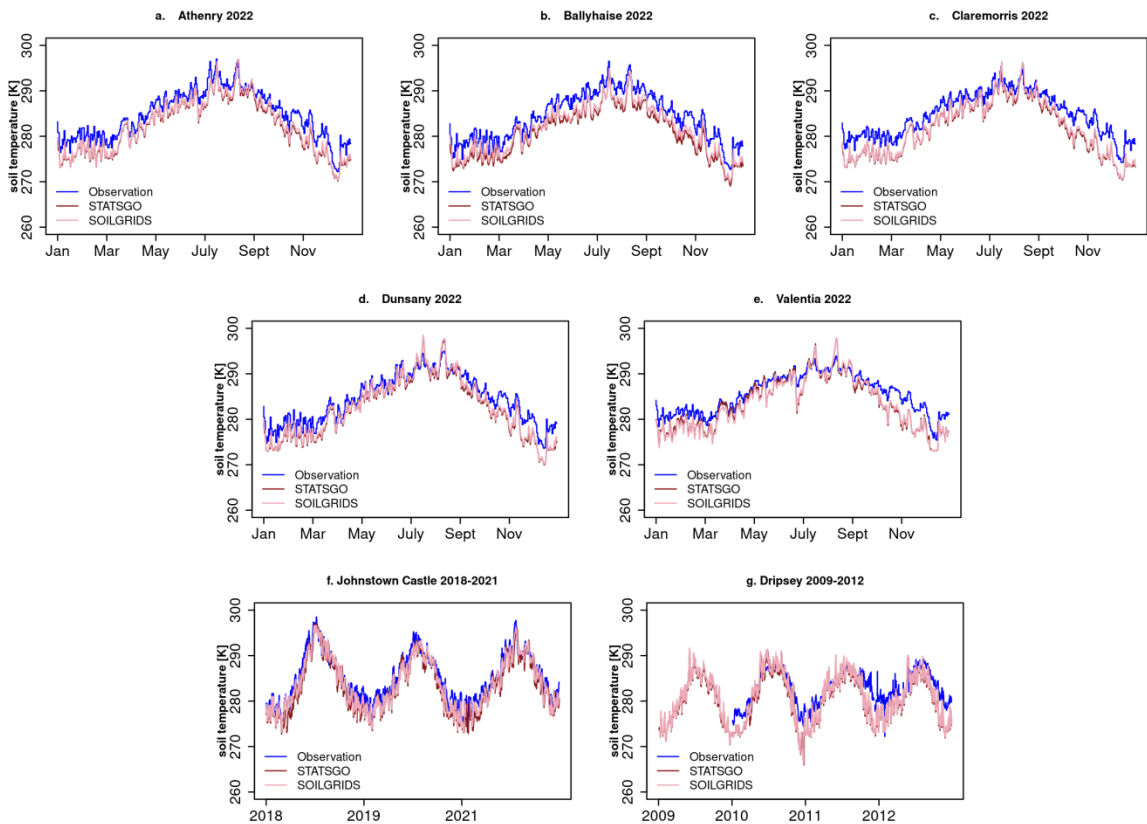 a. Athenry 2022
soil temperature [K]
260 270 280 290 300
Observation
STATSGO
SOILGRIDS
Jan Mar May July Sept Nov
b. Ballyhaise 2022
soil temperature [K]
260 270 280 290 300
Observation
STATSGO
SOILGRIDS
Jan Mar May July Sept Nov
c. Claremorris 2022
soil temperature [K]
260 270 280 290 300
Observation
STATSGO
SOILGRIDS
Jan Mar May July Sept Nov
d. Dunsany 2022
soil temperature [K]
260 270 280 290 300
Observation
STATSGO
SOILGRIDS
Jan Mar May July Sept Nov
e. Valentia 2022
soil temperature [K]
260 270 280 290 300
Observation
STATSGO
SOILGRIDS
Jan Mar May July Sept Nov
f. Johnstown Castle 2018-2021
soil temperature [K]
260 270 280 290 300
Observation
STATSGO
SOILGRIDS
2018 2019 2021
g. Dripsey 2009-2012
soil temperature [K]
260 270 280 290 300
Observation
STATSGO
SOILGRIDS
2009 2010 2011 2012